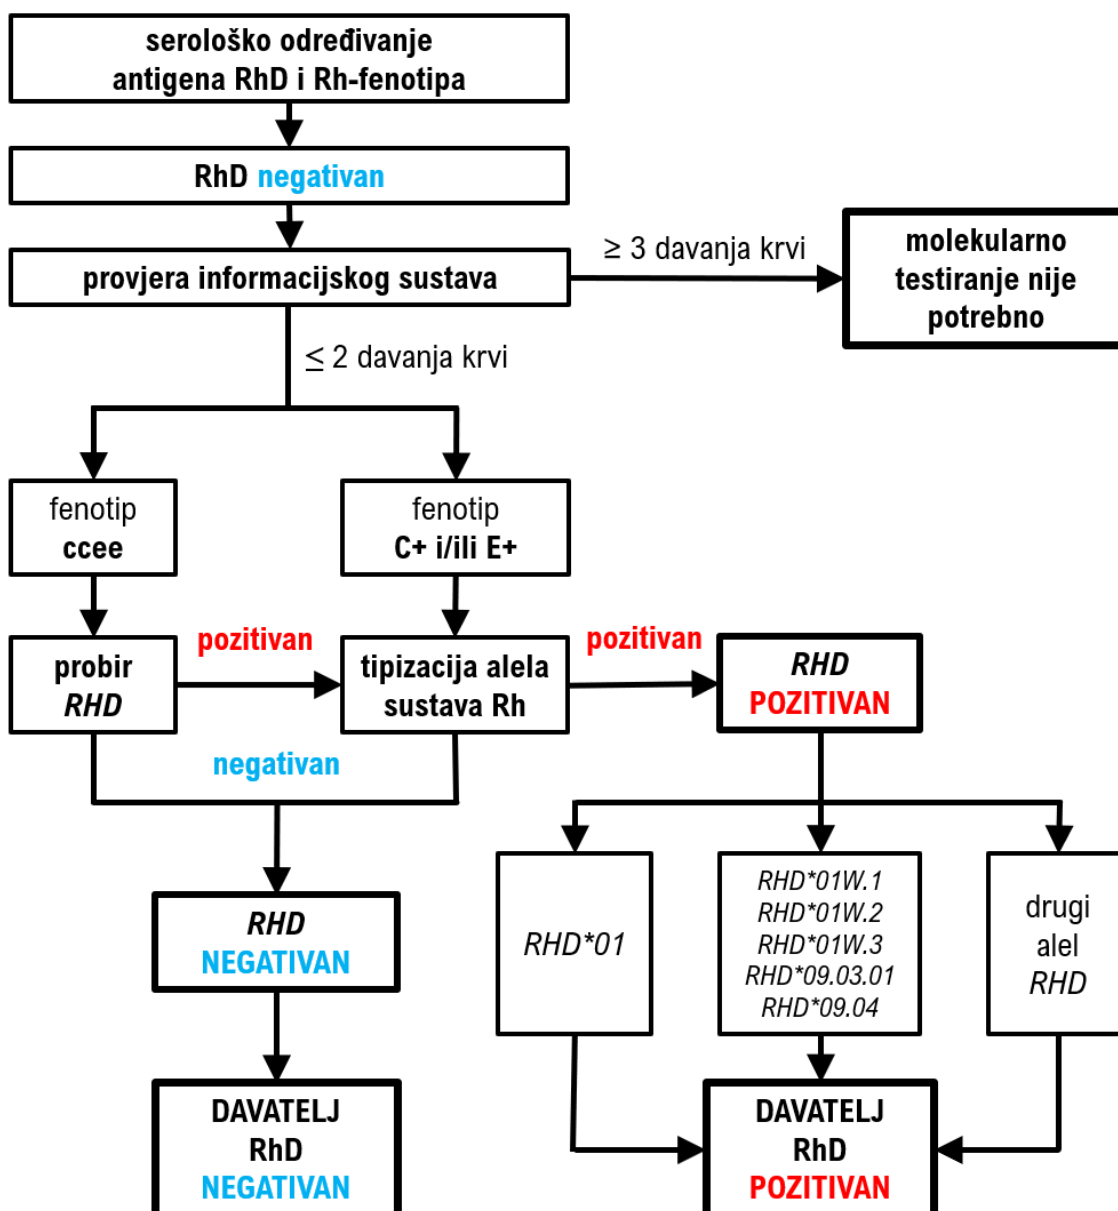 serološko određivanje
antigena RhD i Rh-fenotipa
RhD negativan
provjera informacijskog sustava
≥ 3 davanja krvi
molekularno
testiranje nije
potrebno
≤ 2 davanja krvi
fenotip
ccee
fenotip
C+ i/ili E+
probir
RHD
pozitivan
tipizacija alela
sustava Rh
pozitivan
RHD
POZITIVAN
negativan
RHD
NEGATIVAN
RHD*01
RHD*01W.1
RHD*01W.2
RHD*01W.3
RHD*09.03.01
RHD*09.04
drugi
alel
RHD
DAVATELJ
RhD
NEGATIVAN
DAVATELJ
RhD
POZITIVAN